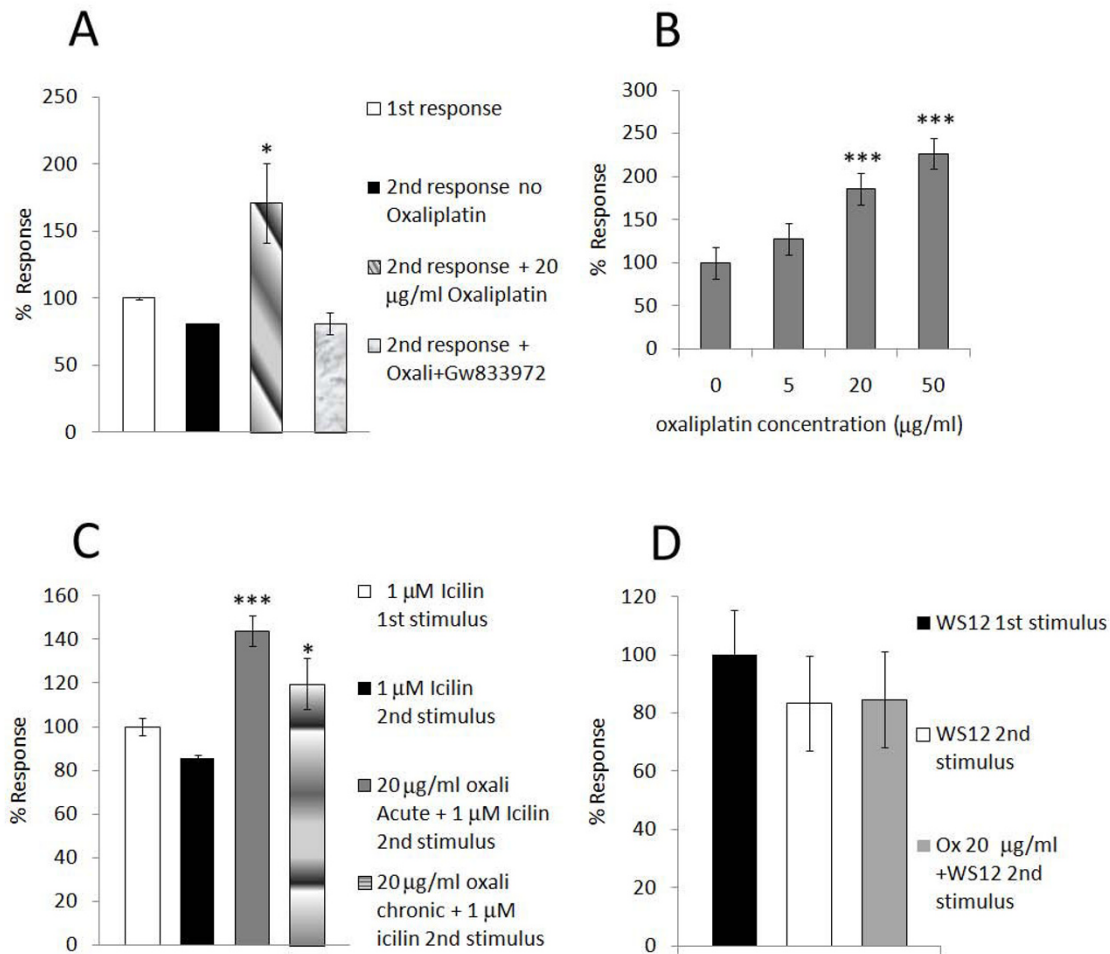 A
250
200
150
100
50
0
% Response
*
1st response
2nd response no
Oxaliplatin
2nd response + 20
µg/ml Oxaliplatin
2nd response +
Oxali+Gw833972
B
300
250
200
150
100
50
0
% Response
***
***
0 5 20 50
oxaliplatin concentration (µg/ml)
C
160
140
120
100
80
60
40
20
0
% Response
***
*
1 µM Icilin
1st stimulus
1 µM Icilin
2nd stimulus
20 µg/ml oxali
Acute + 1 µM Icilin
2nd stimulus
20 µg/ml oxali
chronic + 1 µM
icilin 2nd stimulus
D
120
100
80
60
40
20
0
% Response
WS12 1st stimulus
WS12 2nd
stimulus
Ox 20 µg/ml
+WS12 2nd
stimulus